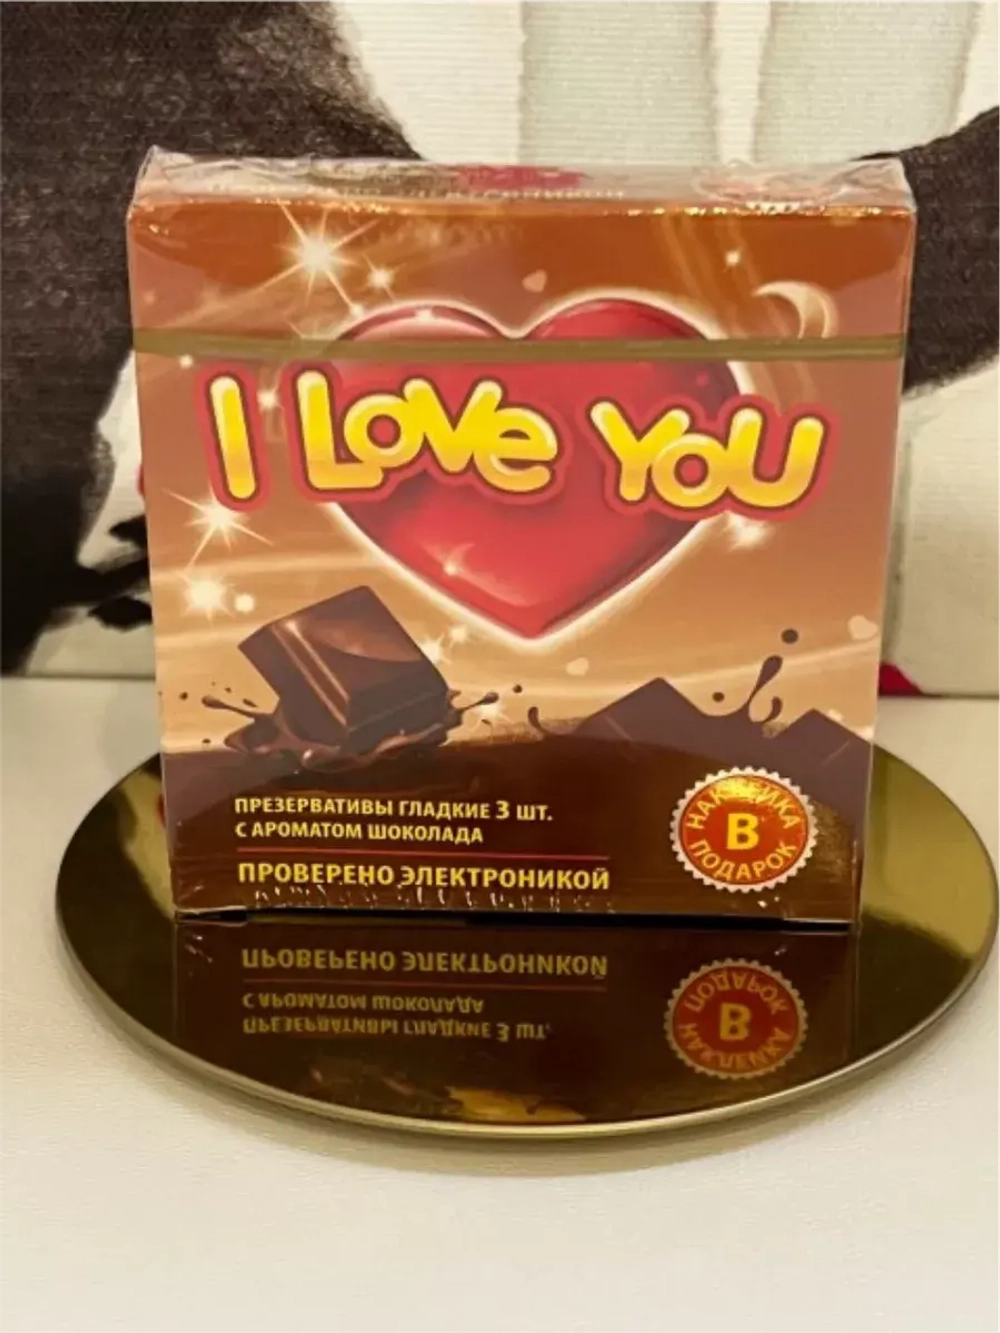 I Love You
ПРЕЗЕРВАТИВЫ ГЛАДКИЕ 3 ШТ.
С АРОМАТОМ ШОКОЛАДА
ПРОВЕРЕНО ЭЛЕКТРОНИКОЙ
НАКЛЕЙКА
В
ПОДАРОК